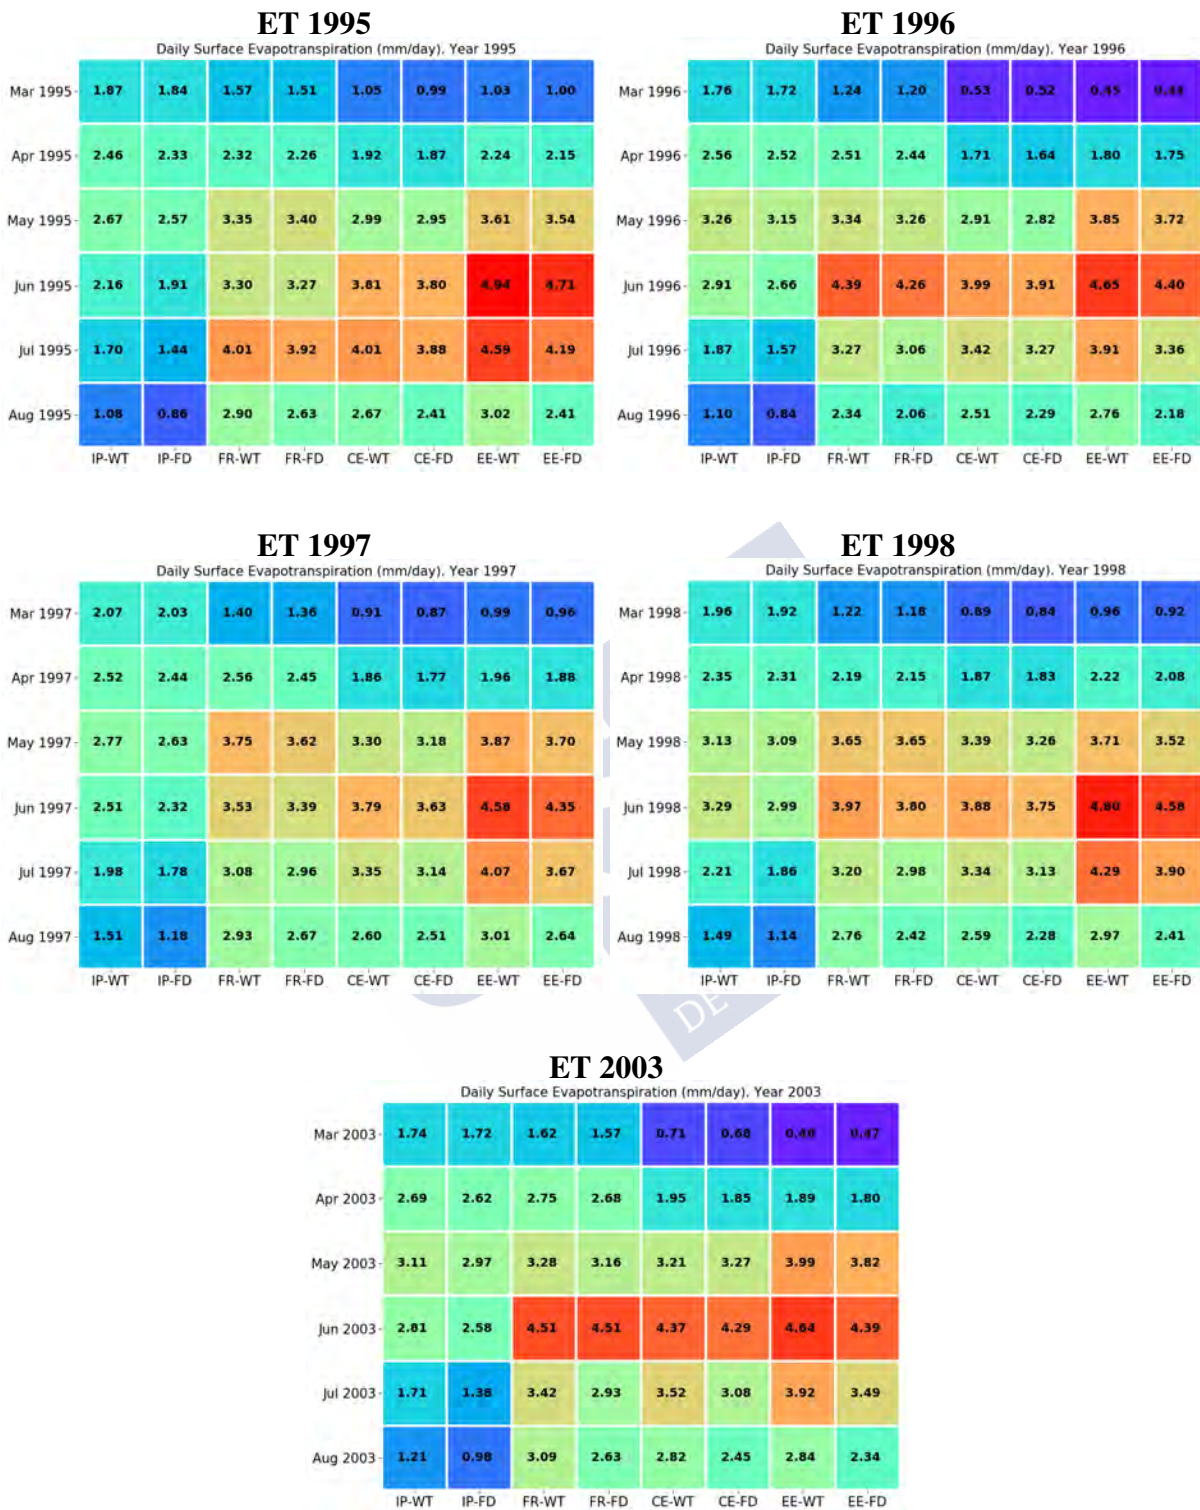 ET 1995
Daily Surface Evapotranspiration (mm/day). Year 1995
Mar 1995 1.87 1.84 1.57 1.51 1.05 0.99 1.03 1.00
Apr 1995 2.46 2.33 2.32 2.26 1.92 1.87 2.24 2.15
May 1995 2.67 2.57 3.35 3.40 2.99 2.95 3.61 3.54
Jun 1995 2.16 1.91 3.30 3.27 3.81 3.80 4.94 4.71
Jul 1995 1.70 1.44 4.01 3.92 4.01 3.88 4.59 4.19
Aug 1995 1.08 0.86 2.90 2.63 2.67 2.41 3.02 2.41
IP-WT IP-FD FR-WT FR-FD CE-WT CE-FD EE-WT EE-FD
ET 1996
Daily Surface Evapotranspiration (mm/day). Year 1996
Mar 1996 1.76 1.72 1.24 1.20 0.53 0.52 0.45 0.44
Apr 1996 2.56 2.52 2.51 2.44 1.71 1.64 1.80 1.75
May 1996 3.26 3.15 3.34 3.26 2.91 2.82 3.85 3.72
Jun 1996 2.91 2.66 4.39 4.26 3.99 3.91 4.65 4.40
Jul 1996 1.87 1.57 3.27 3.06 3.42 3.27 3.91 3.36
Aug 1996 1.10 0.84 2.34 2.06 2.51 2.29 2.76 2.18
IP-WT IP-FD FR-WT FR-FD CE-WT CE-FD EE-WT EE-FD
ET 1997
Daily Surface Evapotranspiration (mm/day). Year 1997
Mar 1997 2.07 2.03 1.40 1.36 0.91 0.87 0.99 0.96
Apr 1997 2.52 2.44 2.56 2.45 1.86 1.77 1.96 1.88
May 1997 2.77 2.63 3.75 3.62 3.30 3.18 3.87 3.70
Jun 1997 2.51 2.32 3.53 3.39 3.79 3.63 4.58 4.35
Jul 1997 1.98 1.78 3.08 2.96 3.35 3.14 4.07 3.67
Aug 1997 1.51 1.18 2.93 2.67 2.60 2.51 3.01 2.64
IP-WT IP-FD FR-WT FR-FD CE-WT CE-FD EE-WT EE-FD
ET 1998
Daily Surface Evapotranspiration (mm/day). Year 1998
Mar 1998 1.96 1.92 1.22 1.18 0.89 0.84 0.96 0.92
Apr 1998 2.35 2.31 2.19 2.15 1.87 1.83 2.22 2.08
May 1998 3.13 3.09 3.65 3.65 3.39 3.26 3.71 3.52
Jun 1998 3.29 2.99 3.97 3.80 3.88 3.75 4.80 4.58
Jul 1998 2.21 1.86 3.20 2.98 3.34 3.13 4.29 3.90
Aug 1998 1.49 1.14 2.76 2.42 2.59 2.28 2.97 2.41
IP-WT IP-FD FR-WT FR-FD CE-WT CE-FD EE-WT EE-FD
DE
ET 2003
Daily Surface Evapotranspiration (mm/day). Year 2003
Mar 2003 1.74 1.72 1.62 1.57 0.71 0.68 0.48 0.47
Apr 2003 2.69 2.62 2.75 2.68 1.95 1.85 1.89 1.80
May 2003 3.11 2.97 3.28 3.16 3.21 3.27 3.99 3.82
Jun 2003 2.81 2.58 4.51 4.51 4.37 4.29 4.64 4.39
Jul 2003 1.71 1.38 3.42 2.93 3.52 3.08 3.92 3.49
Aug 2003 1.21 0.98 3.09 2.63 2.82 2.45 2.84 2.34
IP-WT IP-FD FR-WT FR-FD CE-WT CE-FD EE-WT EE-FD